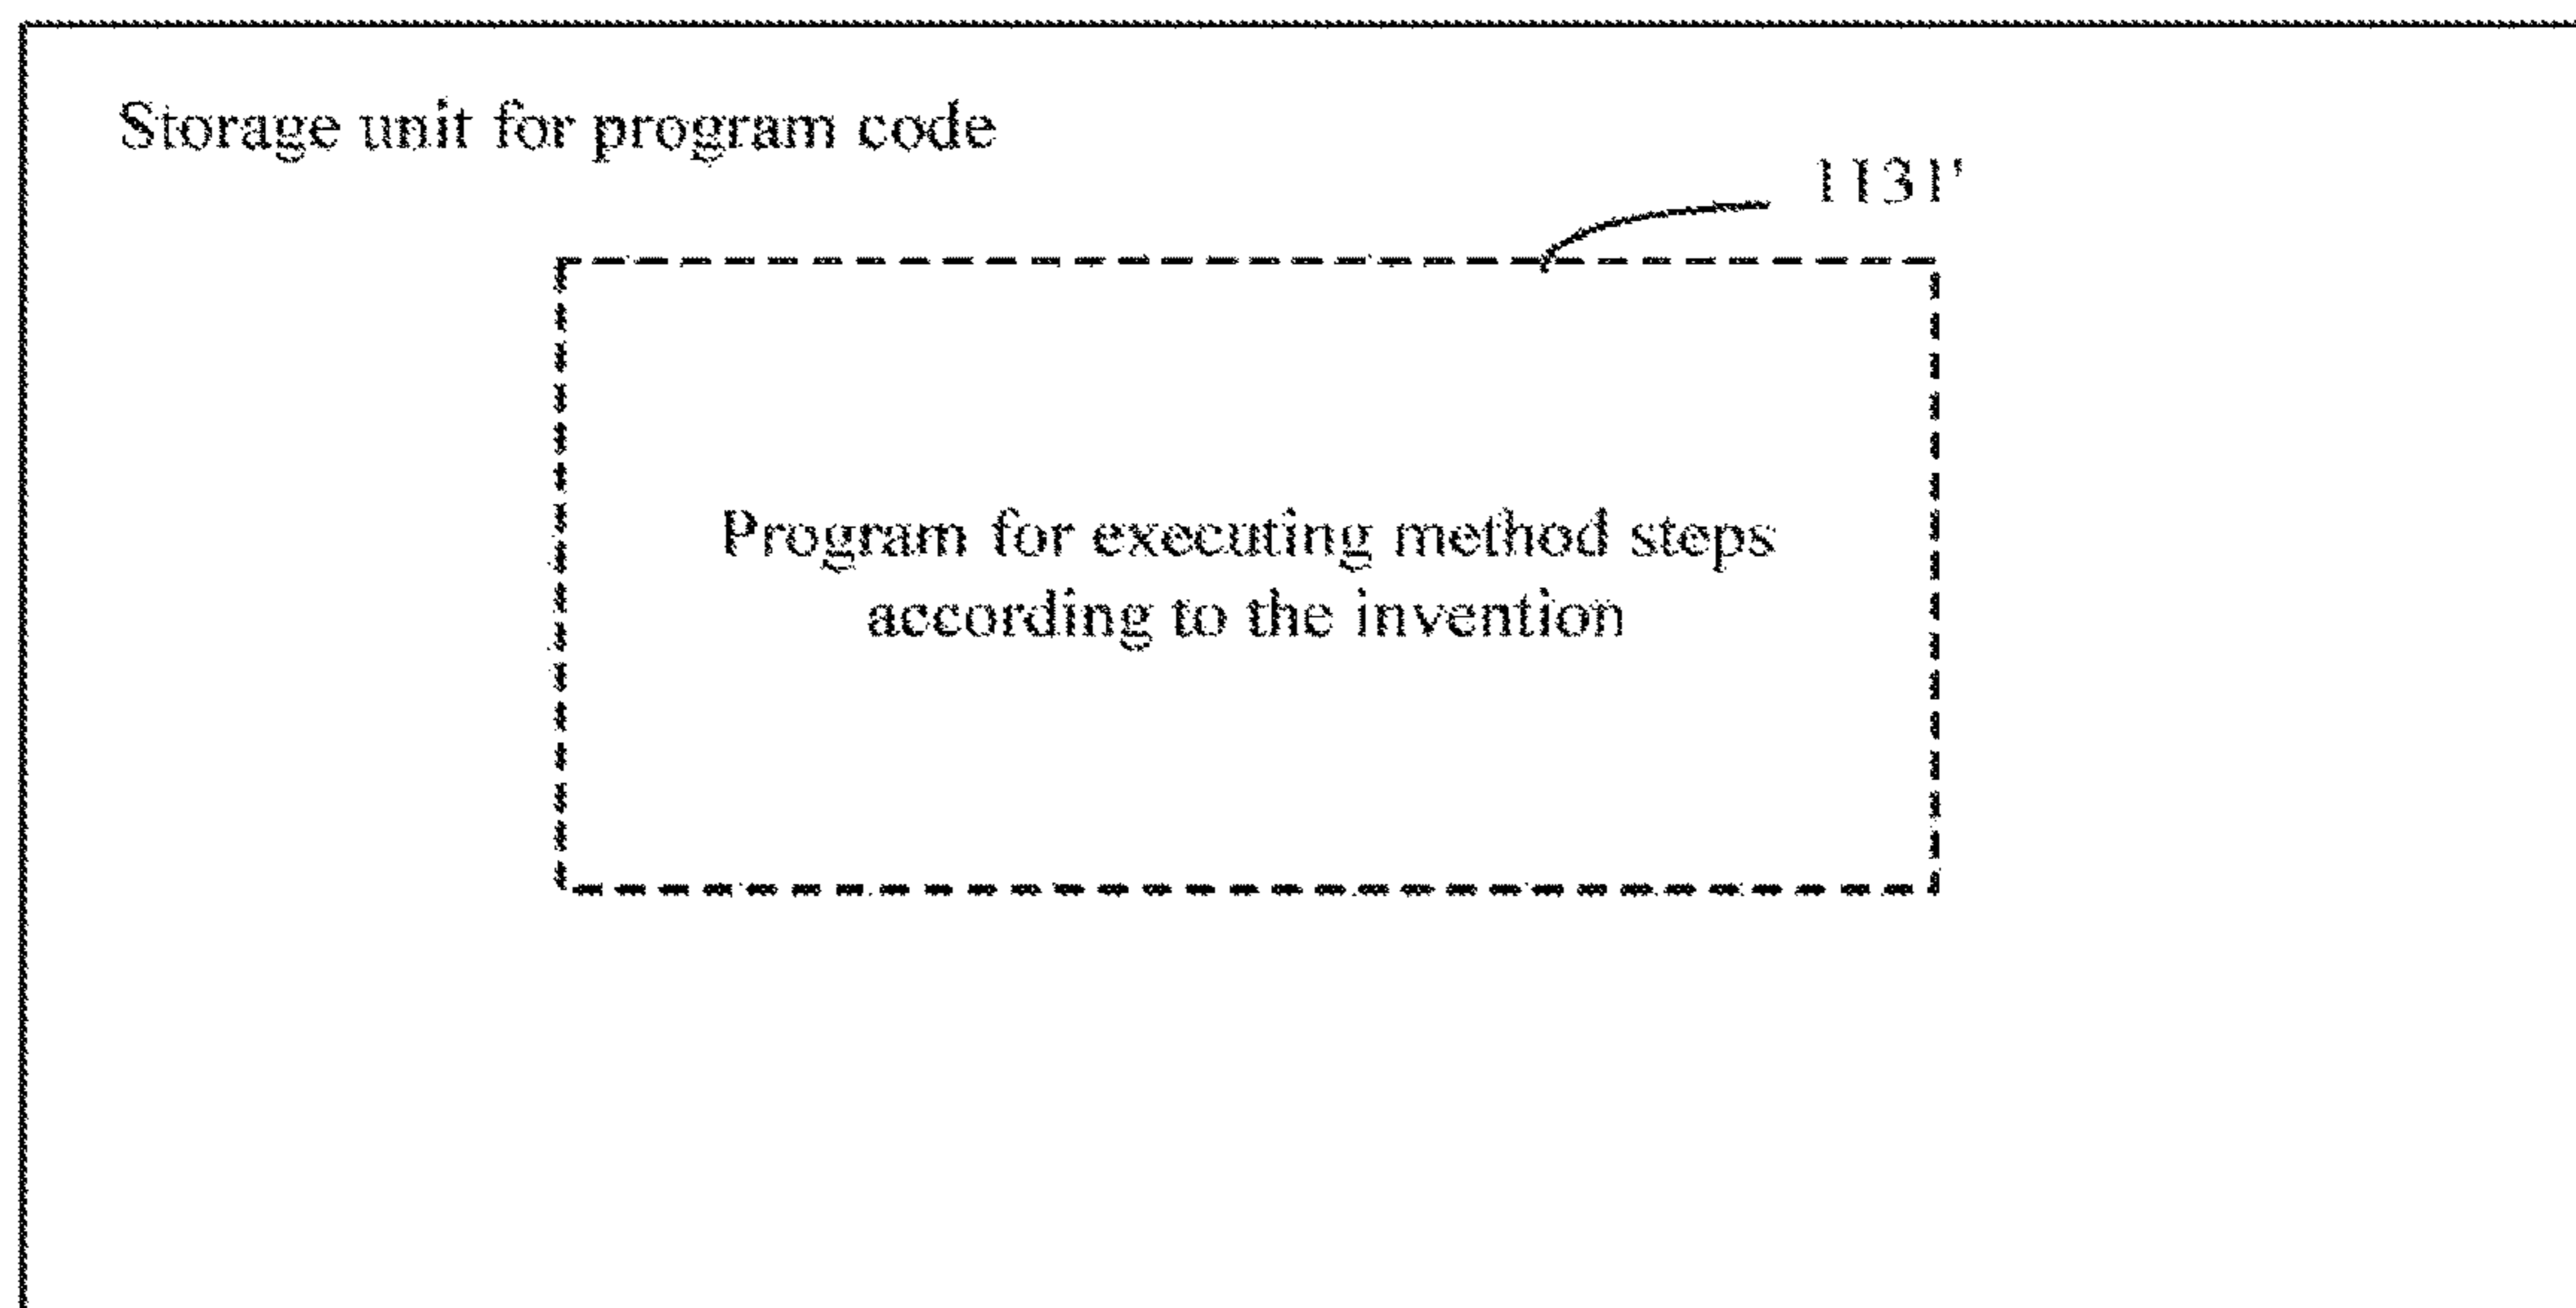 Storage unit for program code
1131'
Program for executing method steps
according to the invention